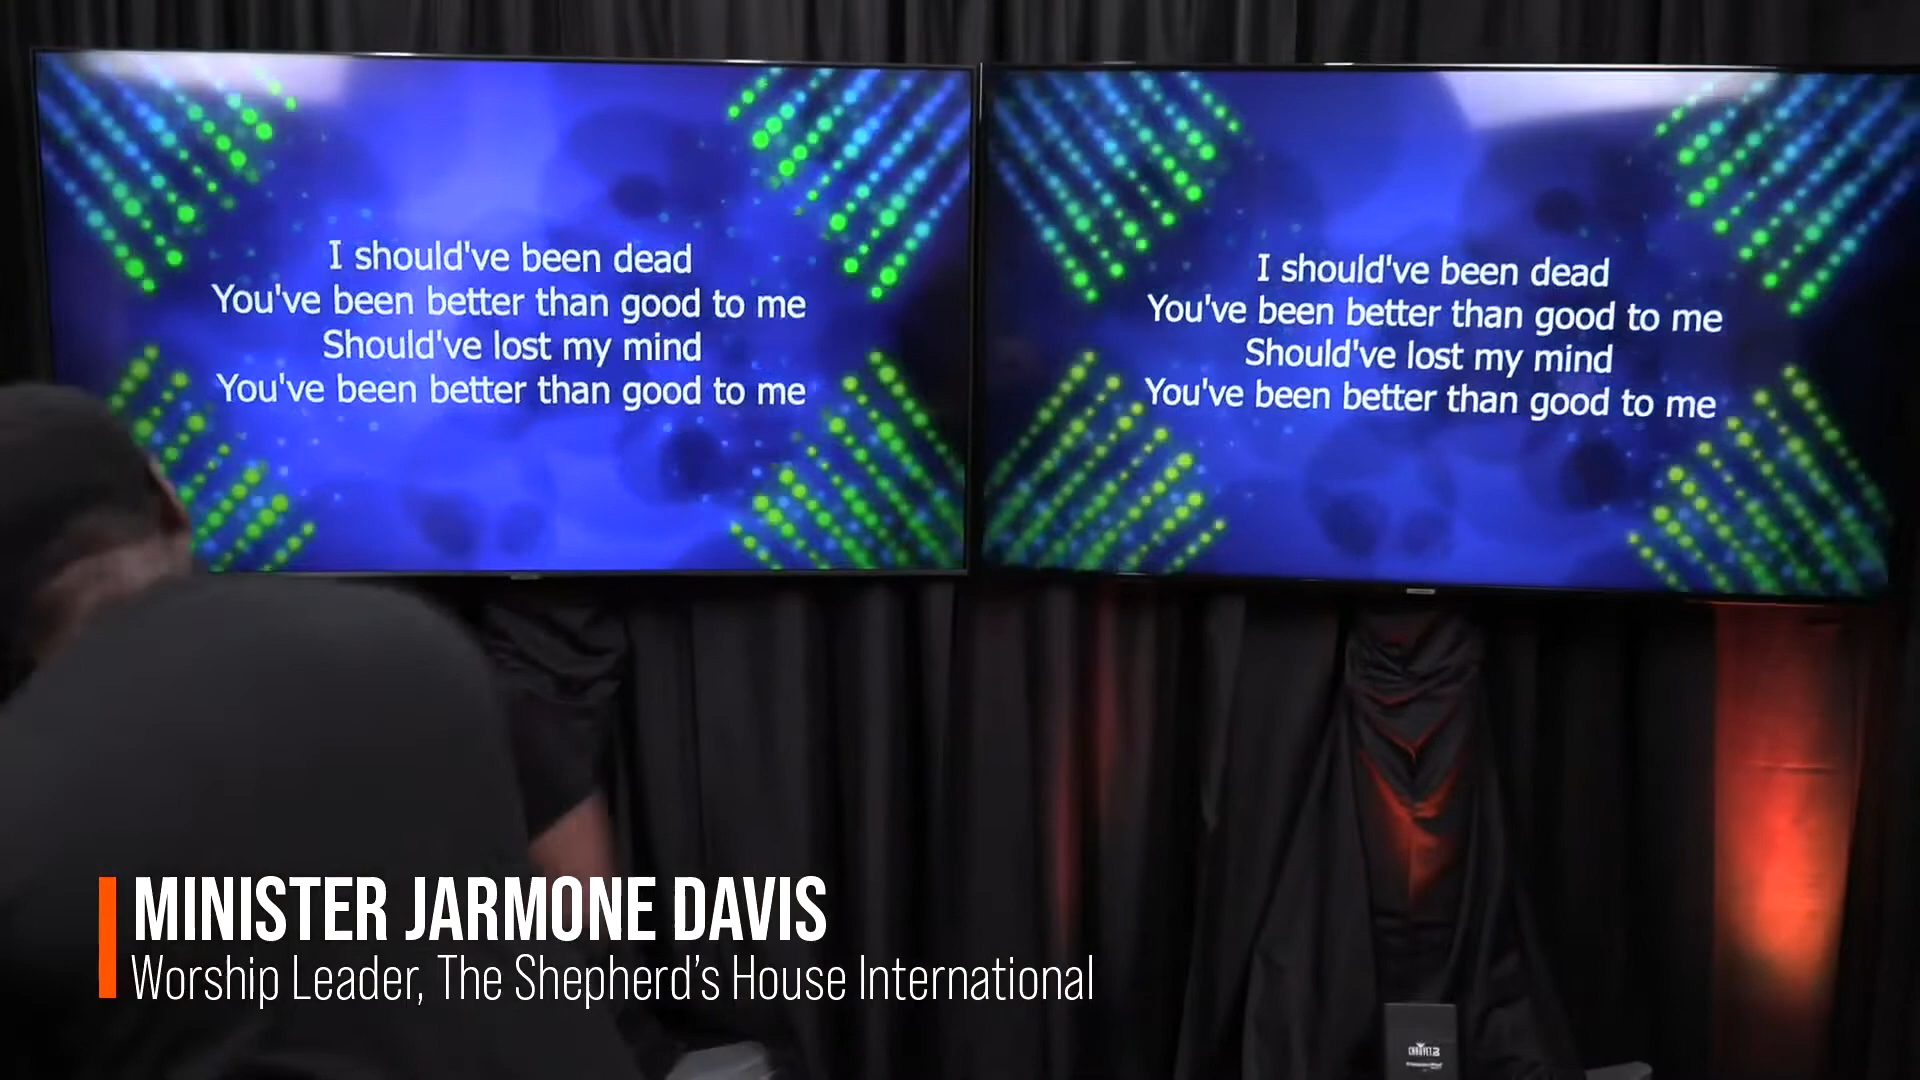 I should've been dead
You've been better than good to me
Should've lost my mind
You've been better than good to me
I should've been dead
You've been better than good to me
Should've lost my mind
You've been better than good to me
MINISTER JARMONE DAVIS
Worship Leader, The Shepherd’s House International